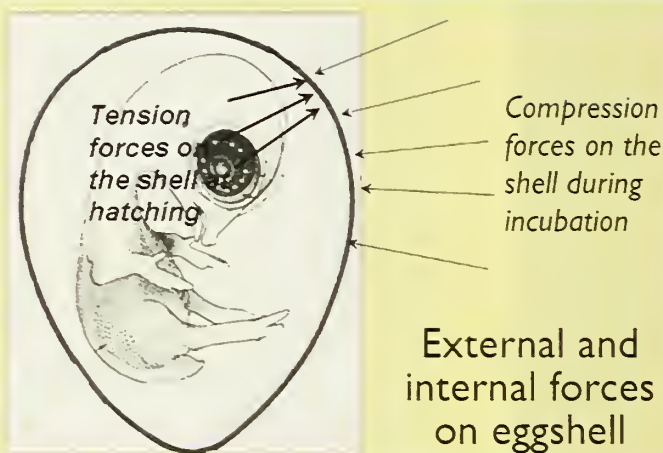 Tension
forces on
the shell at
hatching
Compression
forces on the
shell during
incubation
External and
internal forces
on eggshell